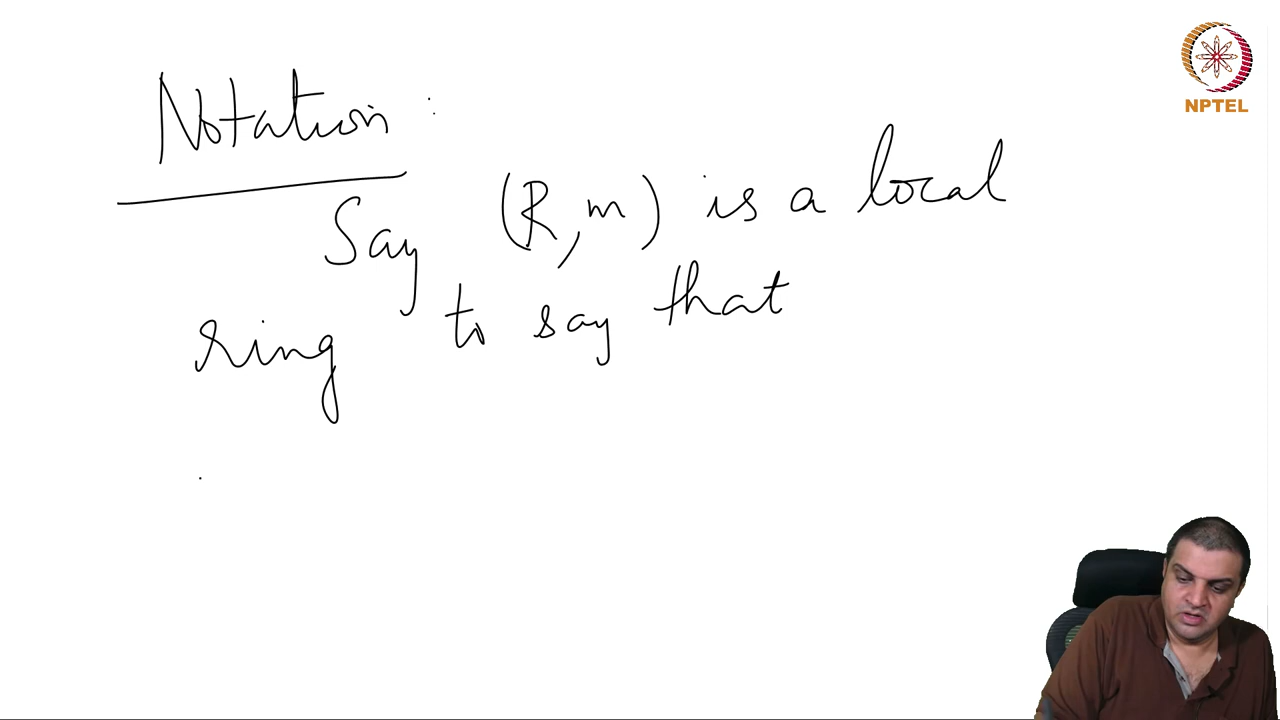 NPTEL
Notation:
Say (R, m) is a local
ring to say that